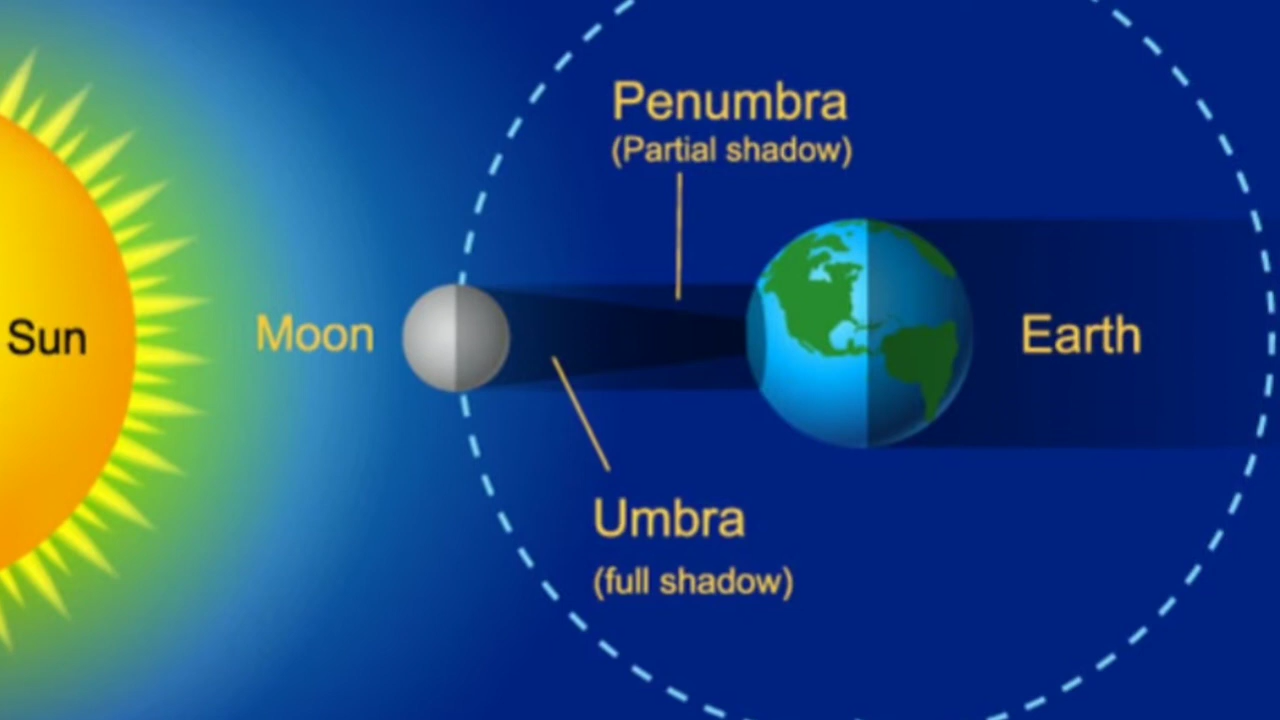 Penumbra
(Partial shadow)
Sun
Moon
Earth
Umbra
(full shadow)